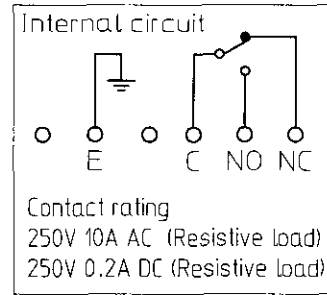 Internal circuit
E C NO NC
Contact rating
250V 10A AC (Resistive load)
250V 0.2A DC (Resistive load)